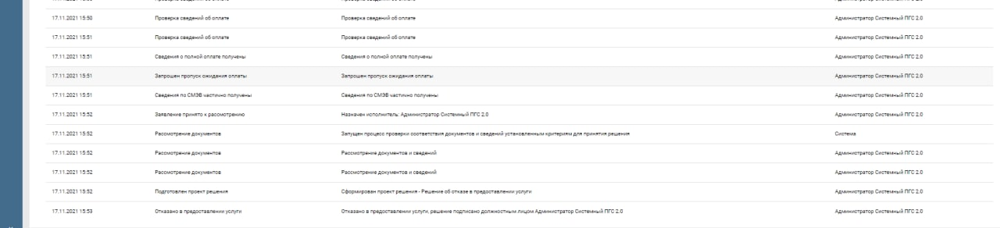 17.11.2021 15:50 Проверка сведений об оплате Проверка сведений об оплате Администратор Системный ПГС 2.0
17.11.2021 15:51 Проверка сведений об оплате Проверка сведений об оплате Администратор Системный ПГС 2.0
17.11.2021 15:51 Сведения о полной оплате получены Сведения о полной оплате получены Администратор Системный ПГС 2.0
17.11.2021 15:51 Запрошен пропуск ожидания оплаты Запрошен пропуск ожидания оплаты Администратор Системный ПГС 2.0
17.11.2021 15:51 Сведения по СМЭВ частично получены Сведения по СМЭВ частично получены Администратор Системный ПГС 2.0
17.11.2021 15:52 Заявление принято к рассмотрению Назначен исполнитель: Администратор Системный ПГС 2.0 Администратор Системный ПГС 2.0
17.11.2021 15:52 Рассмотрение документов Запущен процесс проверки соответствия документов и сведений установленным критериям для принятия решения Система
17.11.2021 15:52 Рассмотрение документов Рассмотрение документов и сведений Администратор Системный ПГС 2.0
17.11.2021 15:52 Рассмотрение документов Рассмотрение документов и сведений Администратор Системный ПГС 2.0
17.11.2021 15:52 Подготовлен проект решения Сформирован проект решения - Решение об отказе в предоставлении услуги Администратор Системный ПГС 2.0
17.11.2021 15:53 Отказано в предоставлении услуги Отказано в предоставлении услуги, решение подписано должностным лицом Администратор Системный ПГС 2.0 Администратор Системный ПГС 2.0